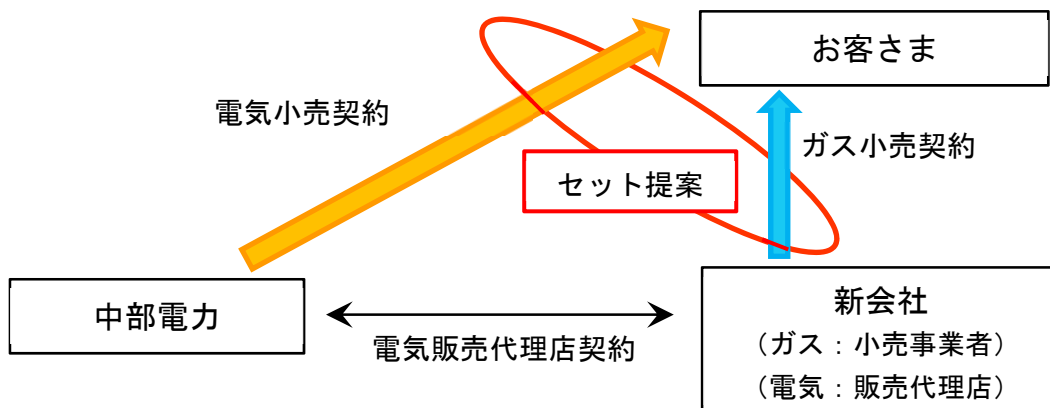 お客さま
電気小売契約
ガス小売契約
セット提案
中部電力
電気販売代理店契約
新会社
（ガス：小売事業者）
（電気：販売代理店）